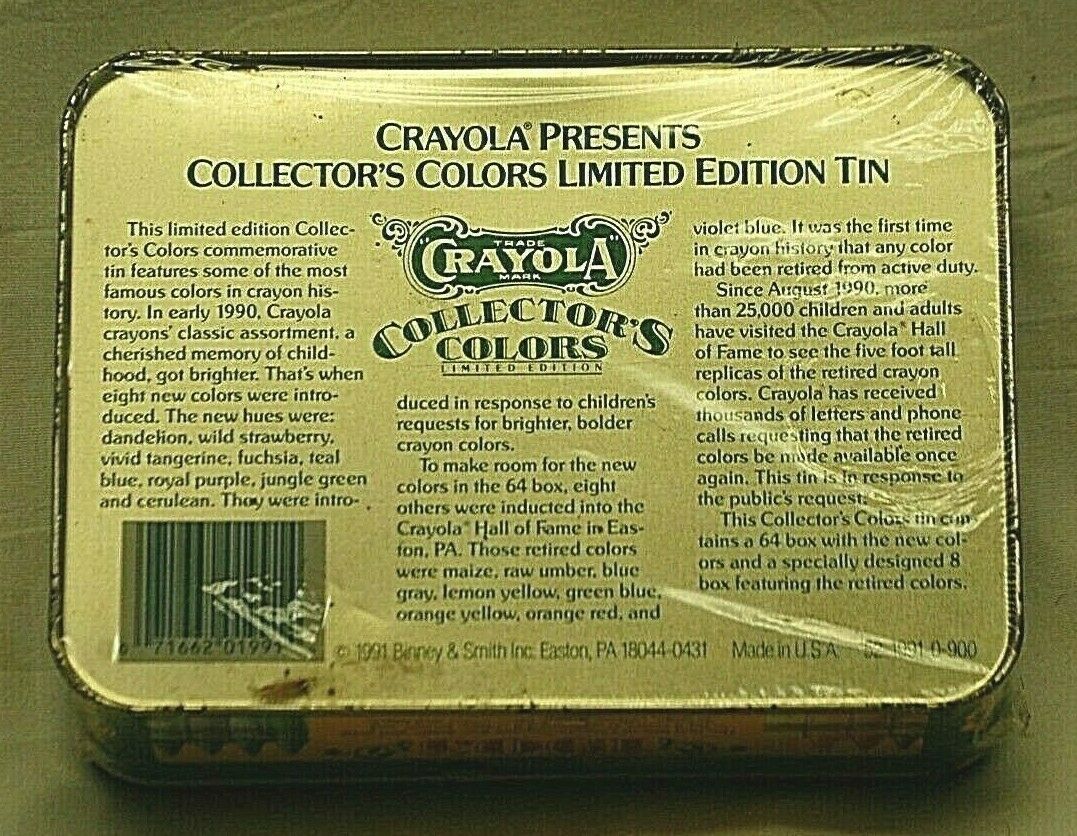 CRAYOLA® PRESENTS
COLLECTOR'S COLORS LIMITED EDITION TIN
This limited edition Collec-
tor's Colors commemorative
tin features some of the most
famous colors in crayon his-
tory. In early 1990, Crayola
crayons' classic assortment, a
cherished memory of child-
hood, got brighter. That's when
eight new colors were intro-
duced. The new hues were:
dandelion, wild strawberry,
vivid tangerine, fuchsia, teal
blue, royal purple, jungle green
and cerulean. They were intro-
TRADE
"CRAYOLA"
MARK
COLLECTOR'S
COLORS
LIMITED EDITION
duced in response to children's
requests for brighter, bolder
crayon colors.
To make room for the new
colors in the 64 box, eight
others were inducted into the
Crayola® Hall of Fame in Eas-
ton, PA. Those retired colors
were maize, raw umber, blue
gray, lemon yellow, green blue,
orange yellow, orange red, and
violet blue. It was the first time
in crayon history that any color
had been retired from active duty.
Since August 1990, more
than 25,000 children and adults
have visited the Crayola® Hall
of Fame to see the five foot tall
replicas of the retired crayon
colors. Crayola has received
thousands of letters and phone
calls requesting that the retired
colors be made available once
again. This tin is in response to
the public's request.
This Collector's Colors tin con-
tains a 64 box with the new col-
ors and a specially designed 8
box featuring the retired colors.
71662 01991
© 1991 Binney & Smith Inc. Easton, PA 18044-0431 Made in U.S.A. 52-1991-0-900